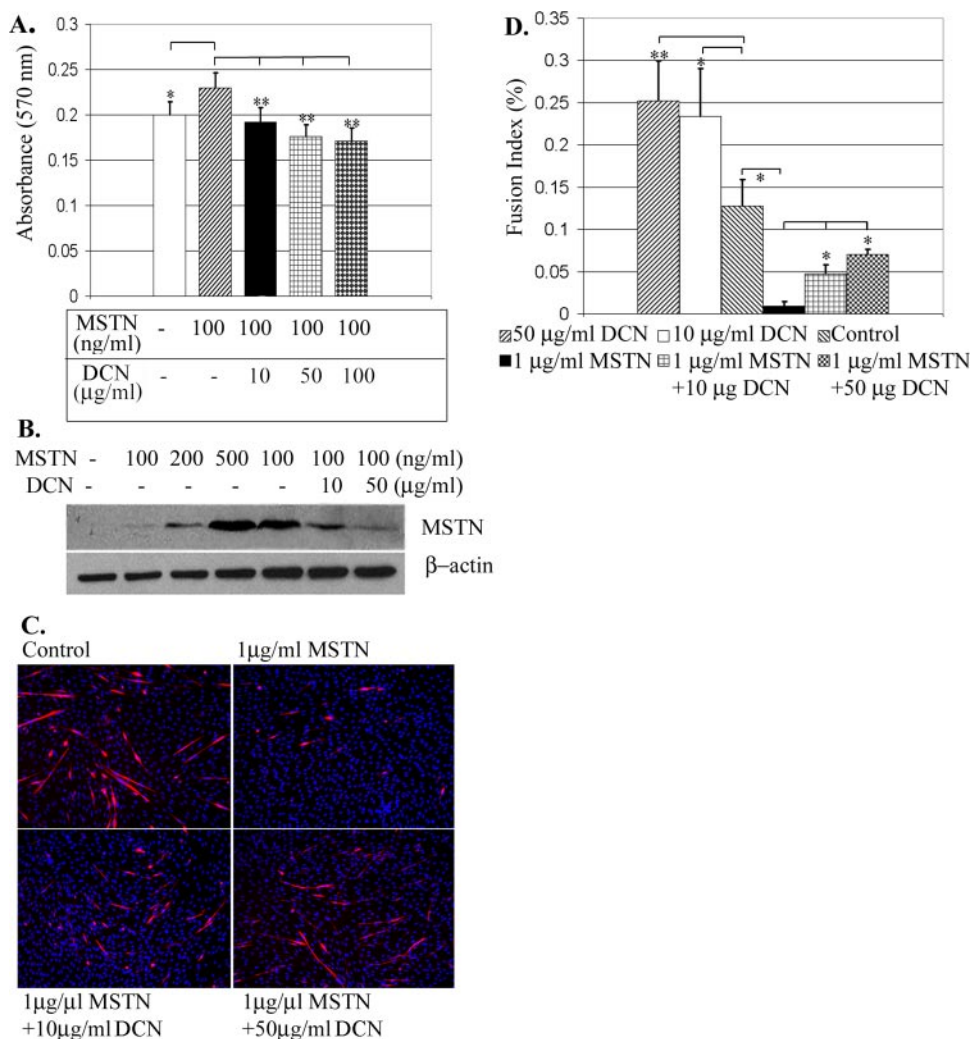 A.
Absorbance (570 nm)
0.3
0.25
0.2
0.15
0.1
0.05
0
*
**
**
**
MSTN (ng/ml) - 100 100 100 100
DCN (μg/ml) - - 10 50 100
B.
MSTN - 100 200 500 100 100 100 (ng/ml)
DCN - - - - - 10 50 (μg/ml)
MSTN
β–actin
C.
Control 1μg/ml MSTN
1μg/μl MSTN 1μg/μl MSTN
+10μg/ml DCN +50μg/ml DCN
D.
Fusion Index (%)
0.35
0.3
0.25
0.2
0.15
0.1
0.05
0
**
*
*
*
*
50 μg/ml DCN 10 μg/ml DCN Control
1 μg/ml MSTN 1 μg/ml MSTN 1 μg/ml MSTN
+10 μg DCN +50 μg DCN